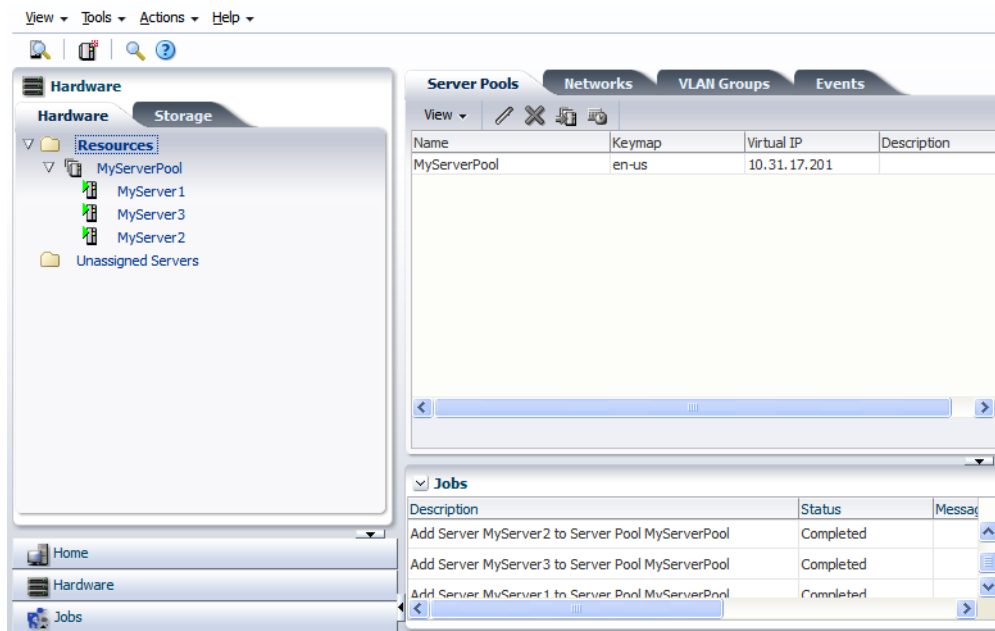 View Tools Actions Help
Hardware
Hardware Storage
Resources
MyServerPool
MyServer1
MyServer3
MyServer2
Unassigned Servers
Home
Hardware
Jobs
Server Pools Networks VLAN Groups Events
View
Name Keymap Virtual IP Description
MyServerPool en-us 10.31.17.201
Jobs
Description Status Messag
Add Server MyServer2 to Server Pool MyServerPool Completed
Add Server MyServer3 to Server Pool MyServerPool Completed
Add Server MyServer1 to Server Pool MyServerPool Completed